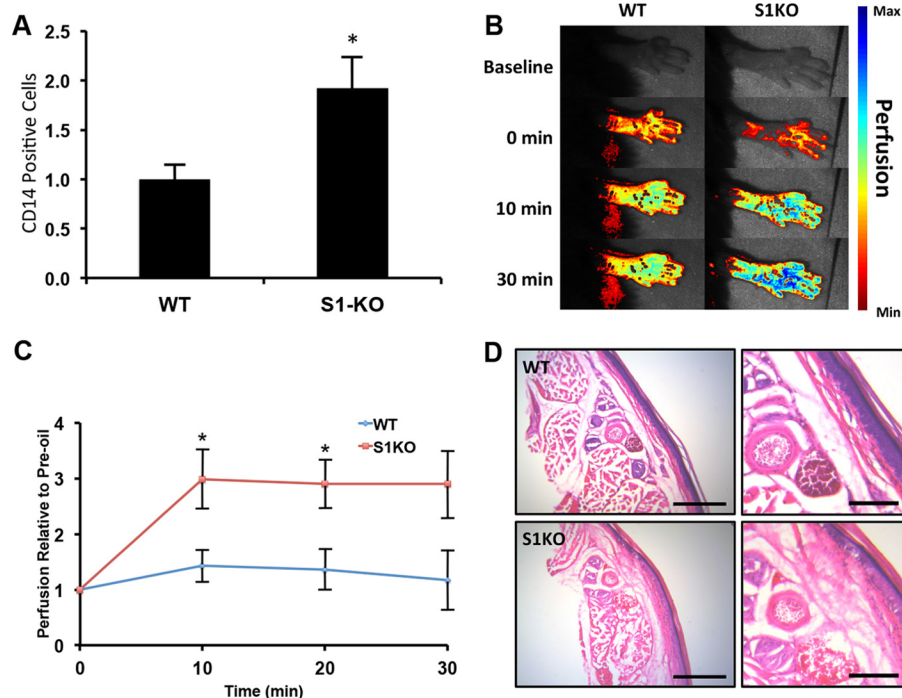 A
CD14 Positive Cells
2.5
2.0
1.5
1.0
0.5
0.0
*
WT
S1-KO
B
WT
S1KO
Baseline
0 min
10 min
30 min
Max
Perfusion
Min
C
Perfusion Relative to Pre-oil
4
3
2
1
0
WT
S1KO
*
*
0
10
20
30
Time (min)
D
WT
S1KO